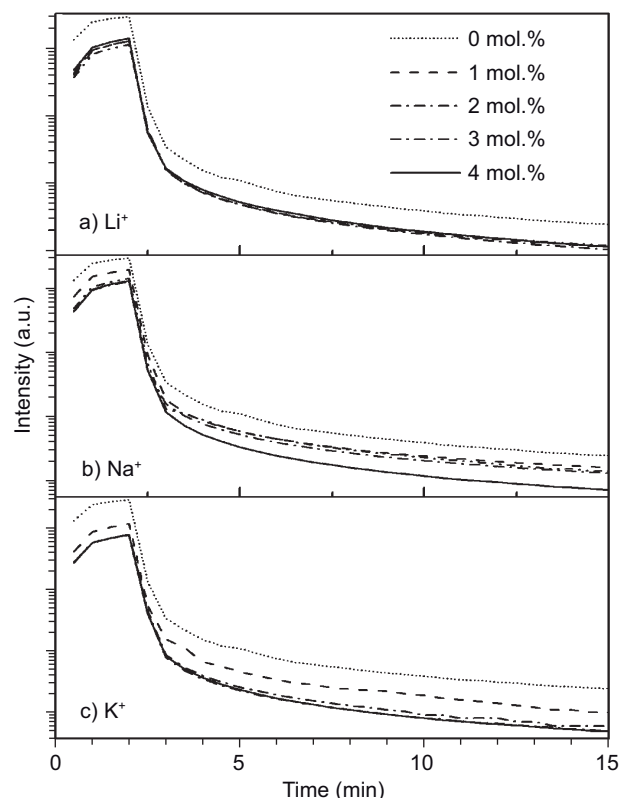 0 mol.%
1 mol.%
2 mol.%
3 mol.%
4 mol.%
a) Li⁺
b) Na⁺
c) K⁺
Intensity (a.u.)
0 5 10 15
Time (min)